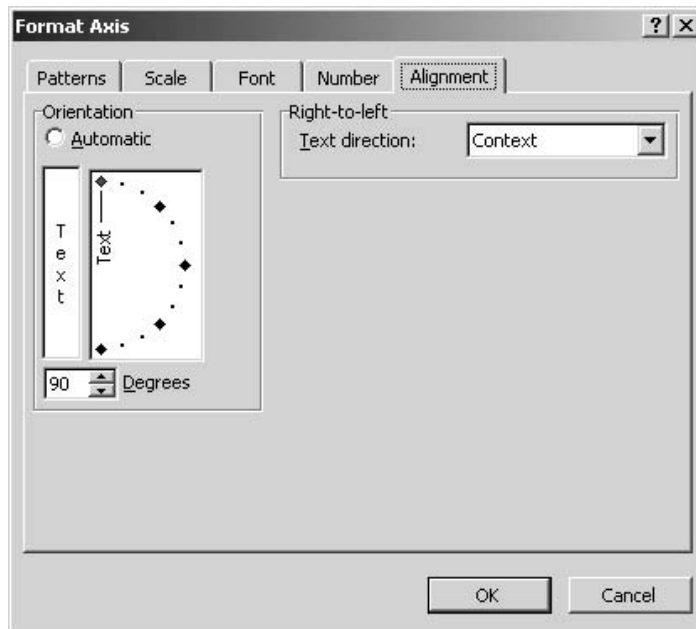 Format Axis
Patterns Scale Font Number Alignment
Orientation
Automatic
Text
Text
90 Degrees
Right-to-left
Text direction: Context
OK Cancel